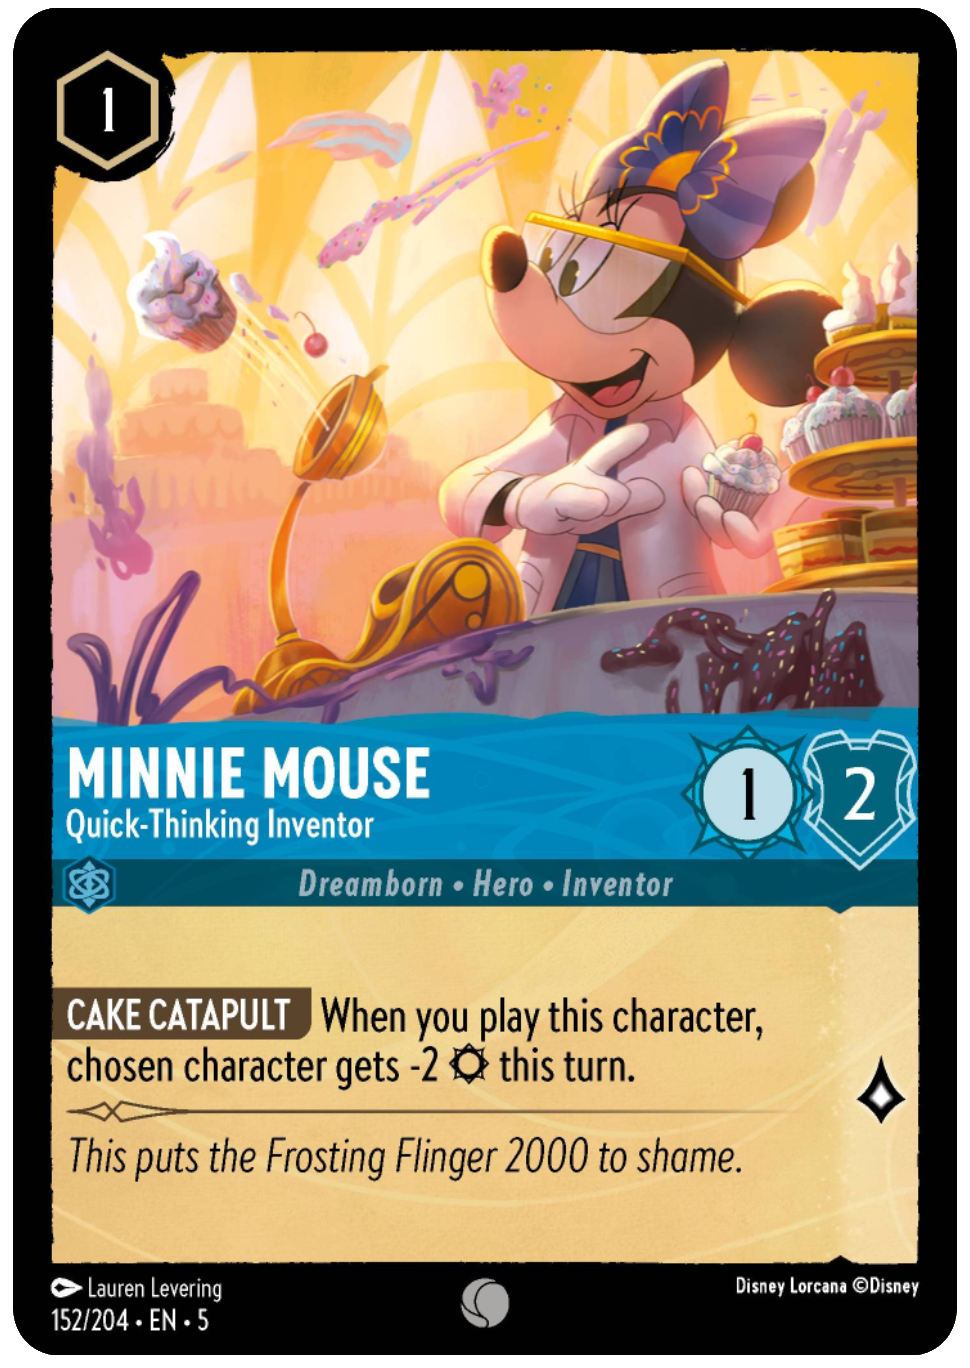 1
MINNIE MOUSE
Quick-Thinking Inventor
1
2
Dreamborn • Hero • Inventor
CAKE CATAPULT When you play this character,
chosen character gets -2 this turn.
This puts the Frosting Flinger 2000 to shame.
Lauren Levering
152/204 • EN • 5
Disney Lorcana ©Disney